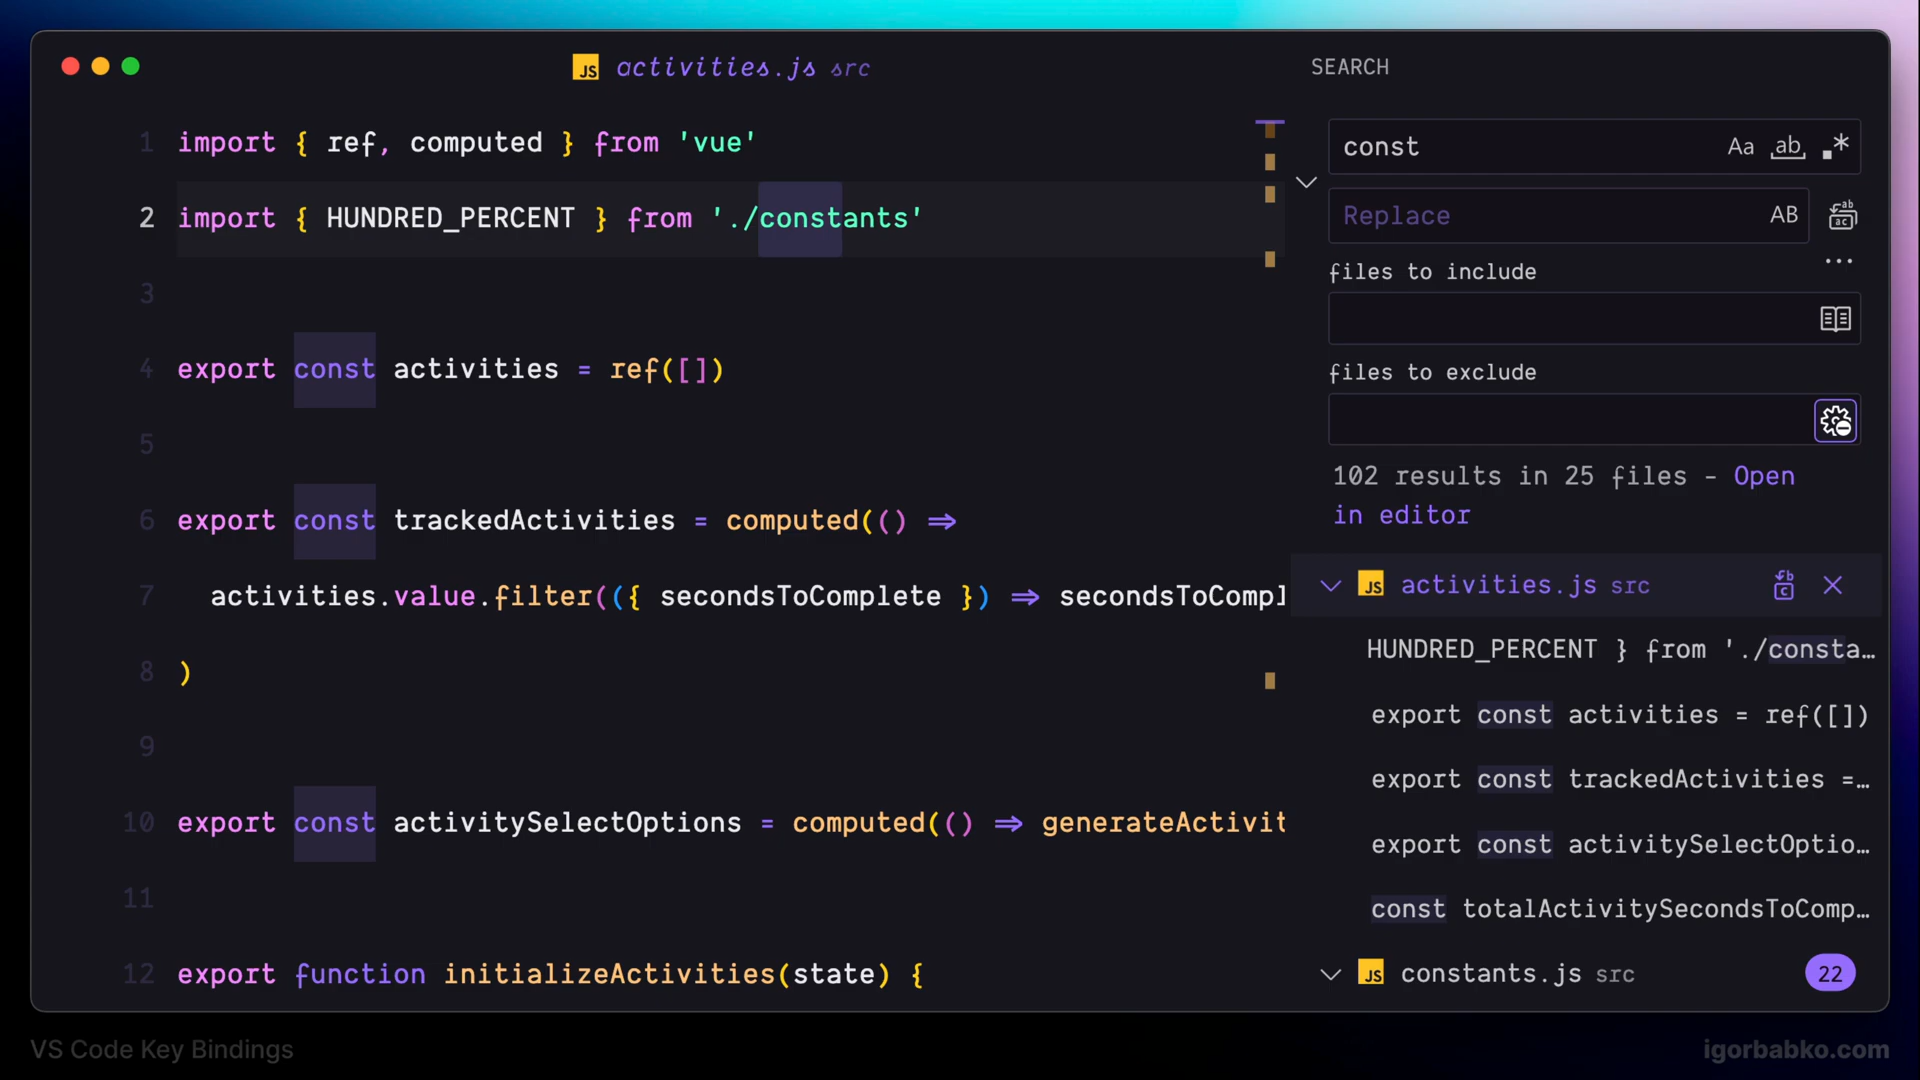 JS activities.js src
1 import { ref, computed } from 'vue'
2 import { HUNDRED_PERCENT } from './constants'
3
4 export const activities = ref([])
5
6 export const trackedActivities = computed(() ⇒
7 activities.value.filter(({ secondsToComplete }) ⇒ secondsToCompl
8 )
9
10 export const activitySelectOptions = computed(() ⇒ generateActivit
11
12 export function initializeActivities(state) {
SEARCH
const Aa ab .*
Replace AB
files to include
files to exclude
102 results in 25 files - Open
in editor
JS activities.js src
HUNDRED_PERCENT } from './consta…
export const activities = ref([])
export const trackedActivities =…
export const activitySelectOptio…
const totalActivitySecondsToComp…
JS constants.js src 22
VS Code Key Bindings
igorbabko.com